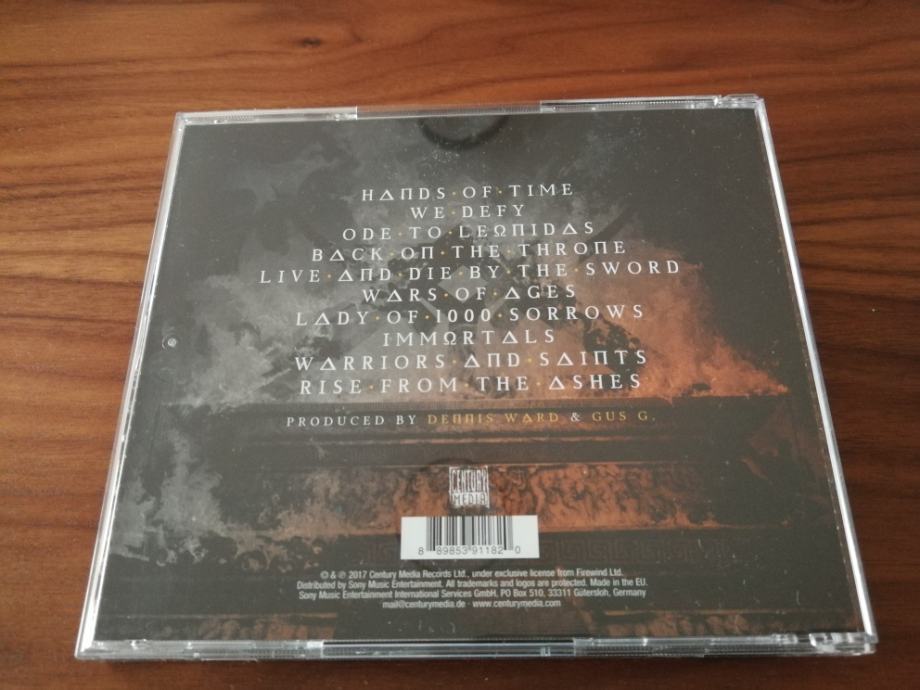 HANDS·OF·TIME
WE·DEFY
ODE·TO·LEΩNIDAS
BACK·ON·THE·THRONE
LIVE·AND·DIE·BY·THE·SWORD
WARS·OF·AGES
LADY·OF·1000·SORROWS
IMMΩRTALS
WARRIORS·AND·SAINTS
RISE·FROM·THE·ASHES
PRODUCED BY DENNIS WARD & GUS G.
CENTURY
MEDIA
8 89853 91182 0
© & ℗ 2017 Century Media Records Ltd., under exclusive license from Firewind Ltd.
Distributed by Sony Music Entertainment. All trademarks and logos are protected. Made in the EU.
Sony Music Entertainment International Services GmbH, PO Box 510, 33311 Gütersloh, Germany
mail@centurymedia.de · www.centurymedia.com